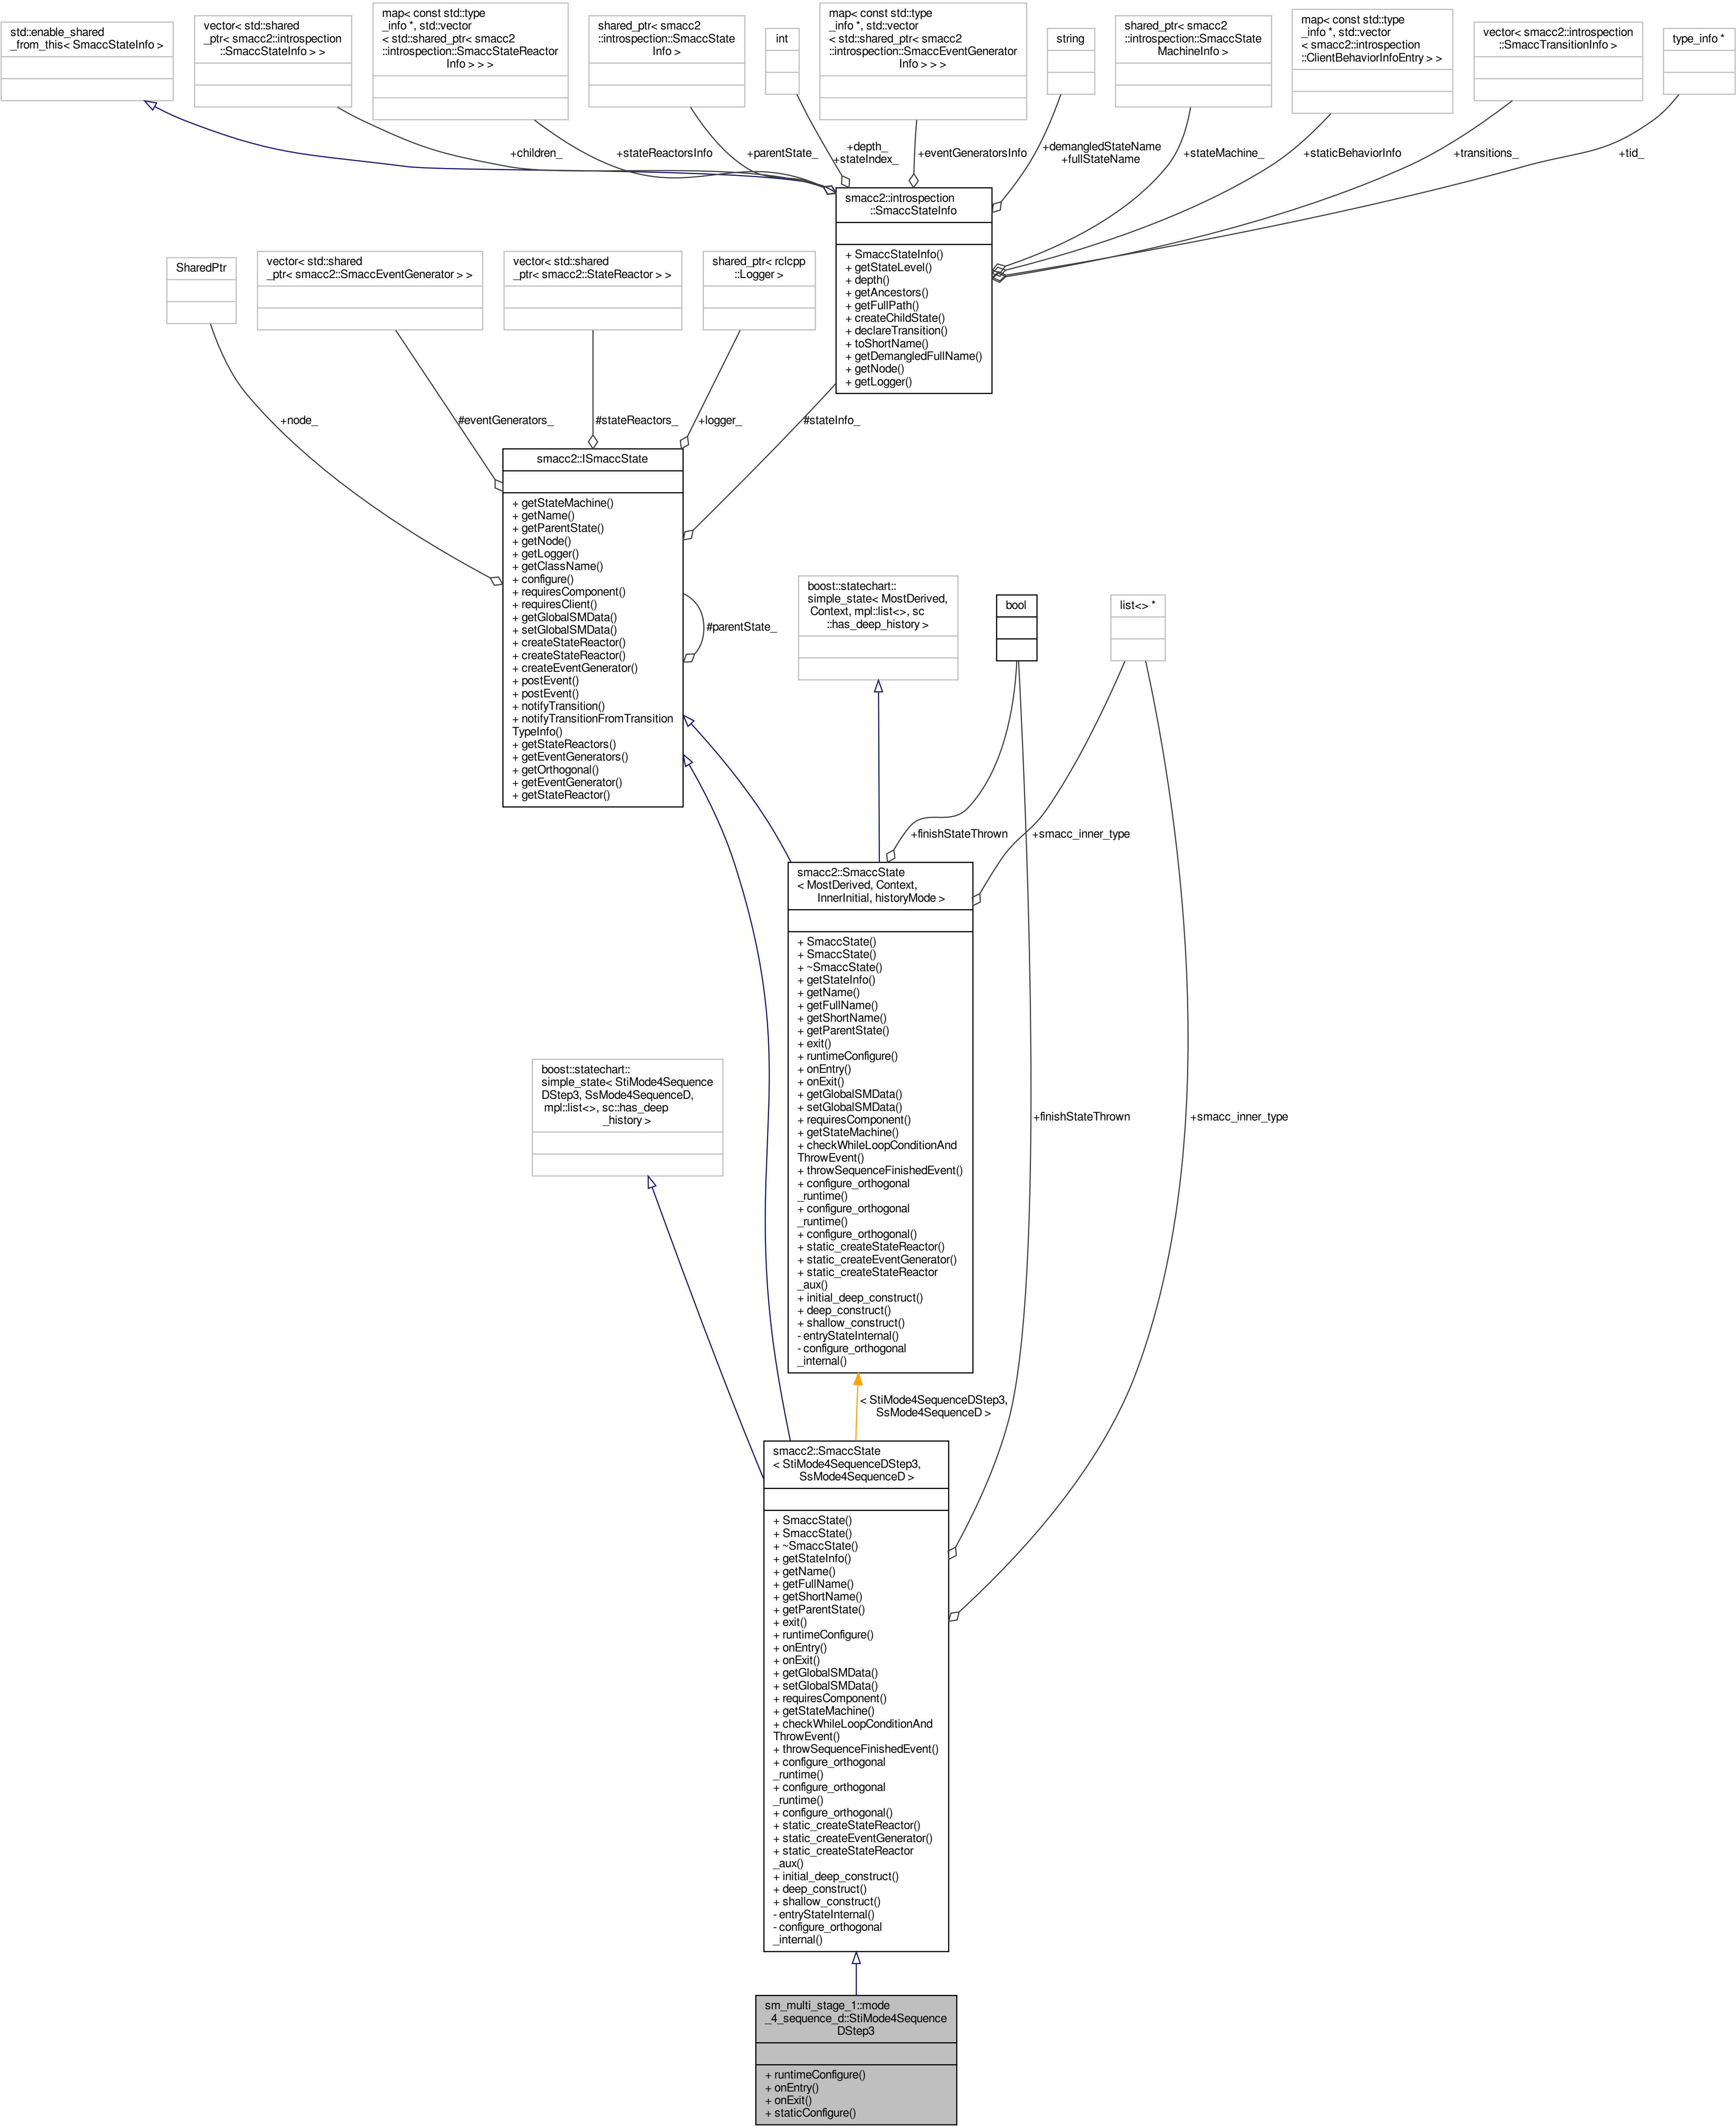 std::enable_shared
_from_this< SmaccStateInfo >
vector< std::shared
_ptr< smacc2::introspection
::SmaccStateInfo > >
map< const std::type
_info *, std::vector
< std::shared_ptr< smacc2
::introspection::SmaccStateReactor
Info > > >
shared_ptr< smacc2
::introspection::SmaccState
Info >
int
map< const std::type
_info *, std::vector
< std::shared_ptr< smacc2
::introspection::SmaccEventGenerator
Info > > >
string
shared_ptr< smacc2
::introspection::SmaccState
MachineInfo >
map< const std::type
_info *, std::vector
< smacc2::introspection
::ClientBehaviorInfoEntry > >
vector< smacc2::introspection
::SmaccTransitionInfo >
type_info *
+children_
+stateReactorsInfo
+parentState_
+depth_
+stateIndex_
+eventGeneratorsInfo
+demangledStateName
+fullStateName
+stateMachine_
+staticBehaviorInfo
+transitions_
+tid_
smacc2::introspection
::SmaccStateInfo
+ SmaccStateInfo()
+ getStateLevel()
+ depth()
+ getAncestors()
+ getFullPath()
+ createChildState()
+ declareTransition()
+ toShortName()
+ getDemangledFullName()
+ getNode()
+ getLogger()
SharedPtr
vector< std::shared
_ptr< smacc2::SmaccEventGenerator > >
vector< std::shared
_ptr< smacc2::StateReactor > >
shared_ptr< rclcpp
::Logger >
+node_
#eventGenerators_
#stateReactors_
+logger_
#stateInfo_
smacc2::ISmaccState
+ getStateMachine()
+ getName()
+ getParentState()
+ getNode()
+ getLogger()
+ getClassName()
+ configure()
+ requiresComponent()
+ requiresClient()
+ getGlobalSMData()
+ setGlobalSMData()
+ createStateReactor()
+ createStateReactor()
+ createEventGenerator()
+ postEvent()
+ postEvent()
+ notifyTransition()
+ notifyTransitionFromTransition
TypeInfo()
+ getStateReactors()
+ getEventGenerators()
+ getOrthogonal()
+ getEventGenerator()
+ getStateReactor()
#parentState_
boost::statechart::
simple_state< MostDerived,
Context, mpl::list<>, sc
::has_deep_history >
bool
list<> *
+finishStateThrown
+smacc_inner_type
smacc2::SmaccState
< MostDerived, Context,
InnerInitial, historyMode >
+ SmaccState()
+ SmaccState()
+ ~SmaccState()
+ getStateInfo()
+ getName()
+ getFullName()
+ getShortName()
+ getParentState()
+ exit()
+ runtimeConfigure()
+ onEntry()
+ onExit()
+ getGlobalSMData()
+ setGlobalSMData()
+ requiresComponent()
+ getStateMachine()
+ checkWhileLoopConditionAnd
ThrowEvent()
+ throwSequenceFinishedEvent()
+ configure_orthogonal
_runtime()
+ configure_orthogonal
_runtime()
+ configure_orthogonal()
+ static_createStateReactor()
+ static_createEventGenerator()
+ static_createStateReactor
_aux()
+ initial_deep_construct()
+ deep_construct()
+ shallow_construct()
- entryStateInternal()
- configure_orthogonal
_internal()
boost::statechart::
simple_state< StiMode4Sequence
DStep3, SsMode4SequenceD,
mpl::list<>, sc::has_deep
_history >
+finishStateThrown
+smacc_inner_type
< StiMode4SequenceDStep3,
SsMode4SequenceD >
smacc2::SmaccState
< StiMode4SequenceDStep3,
SsMode4SequenceD >
+ SmaccState()
+ SmaccState()
+ ~SmaccState()
+ getStateInfo()
+ getName()
+ getFullName()
+ getShortName()
+ getParentState()
+ exit()
+ runtimeConfigure()
+ onEntry()
+ onExit()
+ getGlobalSMData()
+ setGlobalSMData()
+ requiresComponent()
+ getStateMachine()
+ checkWhileLoopConditionAnd
ThrowEvent()
+ throwSequenceFinishedEvent()
+ configure_orthogonal
_runtime()
+ configure_orthogonal
_runtime()
+ configure_orthogonal()
+ static_createStateReactor()
+ static_createEventGenerator()
+ static_createStateReactor
_aux()
+ initial_deep_construct()
+ deep_construct()
+ shallow_construct()
- entryStateInternal()
- configure_orthogonal
_internal()
sm_multi_stage_1::mode
_4_sequence_d::StiMode4Sequence
DStep3
+ runtimeConfigure()
+ onEntry()
+ onExit()
+ staticConfigure()